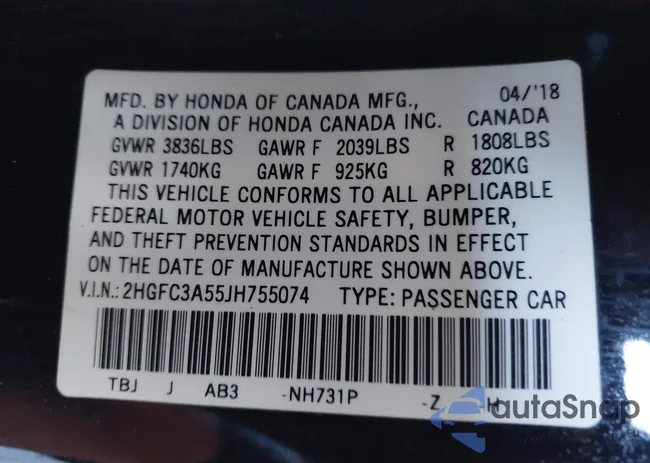 MFD. BY HONDA OF CANADA MFG., 04/'18
A DIVISION OF HONDA CANADA INC. CANADA
GVWR 3836LBS GAWR F 2039LBS R 1808LBS
GVWR 1740KG GAWR F 925KG R 820KG
THIS VEHICLE CONFORMS TO ALL APPLICABLE
FEDERAL MOTOR VEHICLE SAFETY, BUMPER,
AND THEFT PREVENTION STANDARDS IN EFFECT
ON THE DATE OF MANUFACTURE SHOWN ABOVE.
V.I.N.: 2HGFC3A55JH755074 TYPE: PASSENGER CAR
TBJ J AB3 -NH731P -Z H
autaSnap